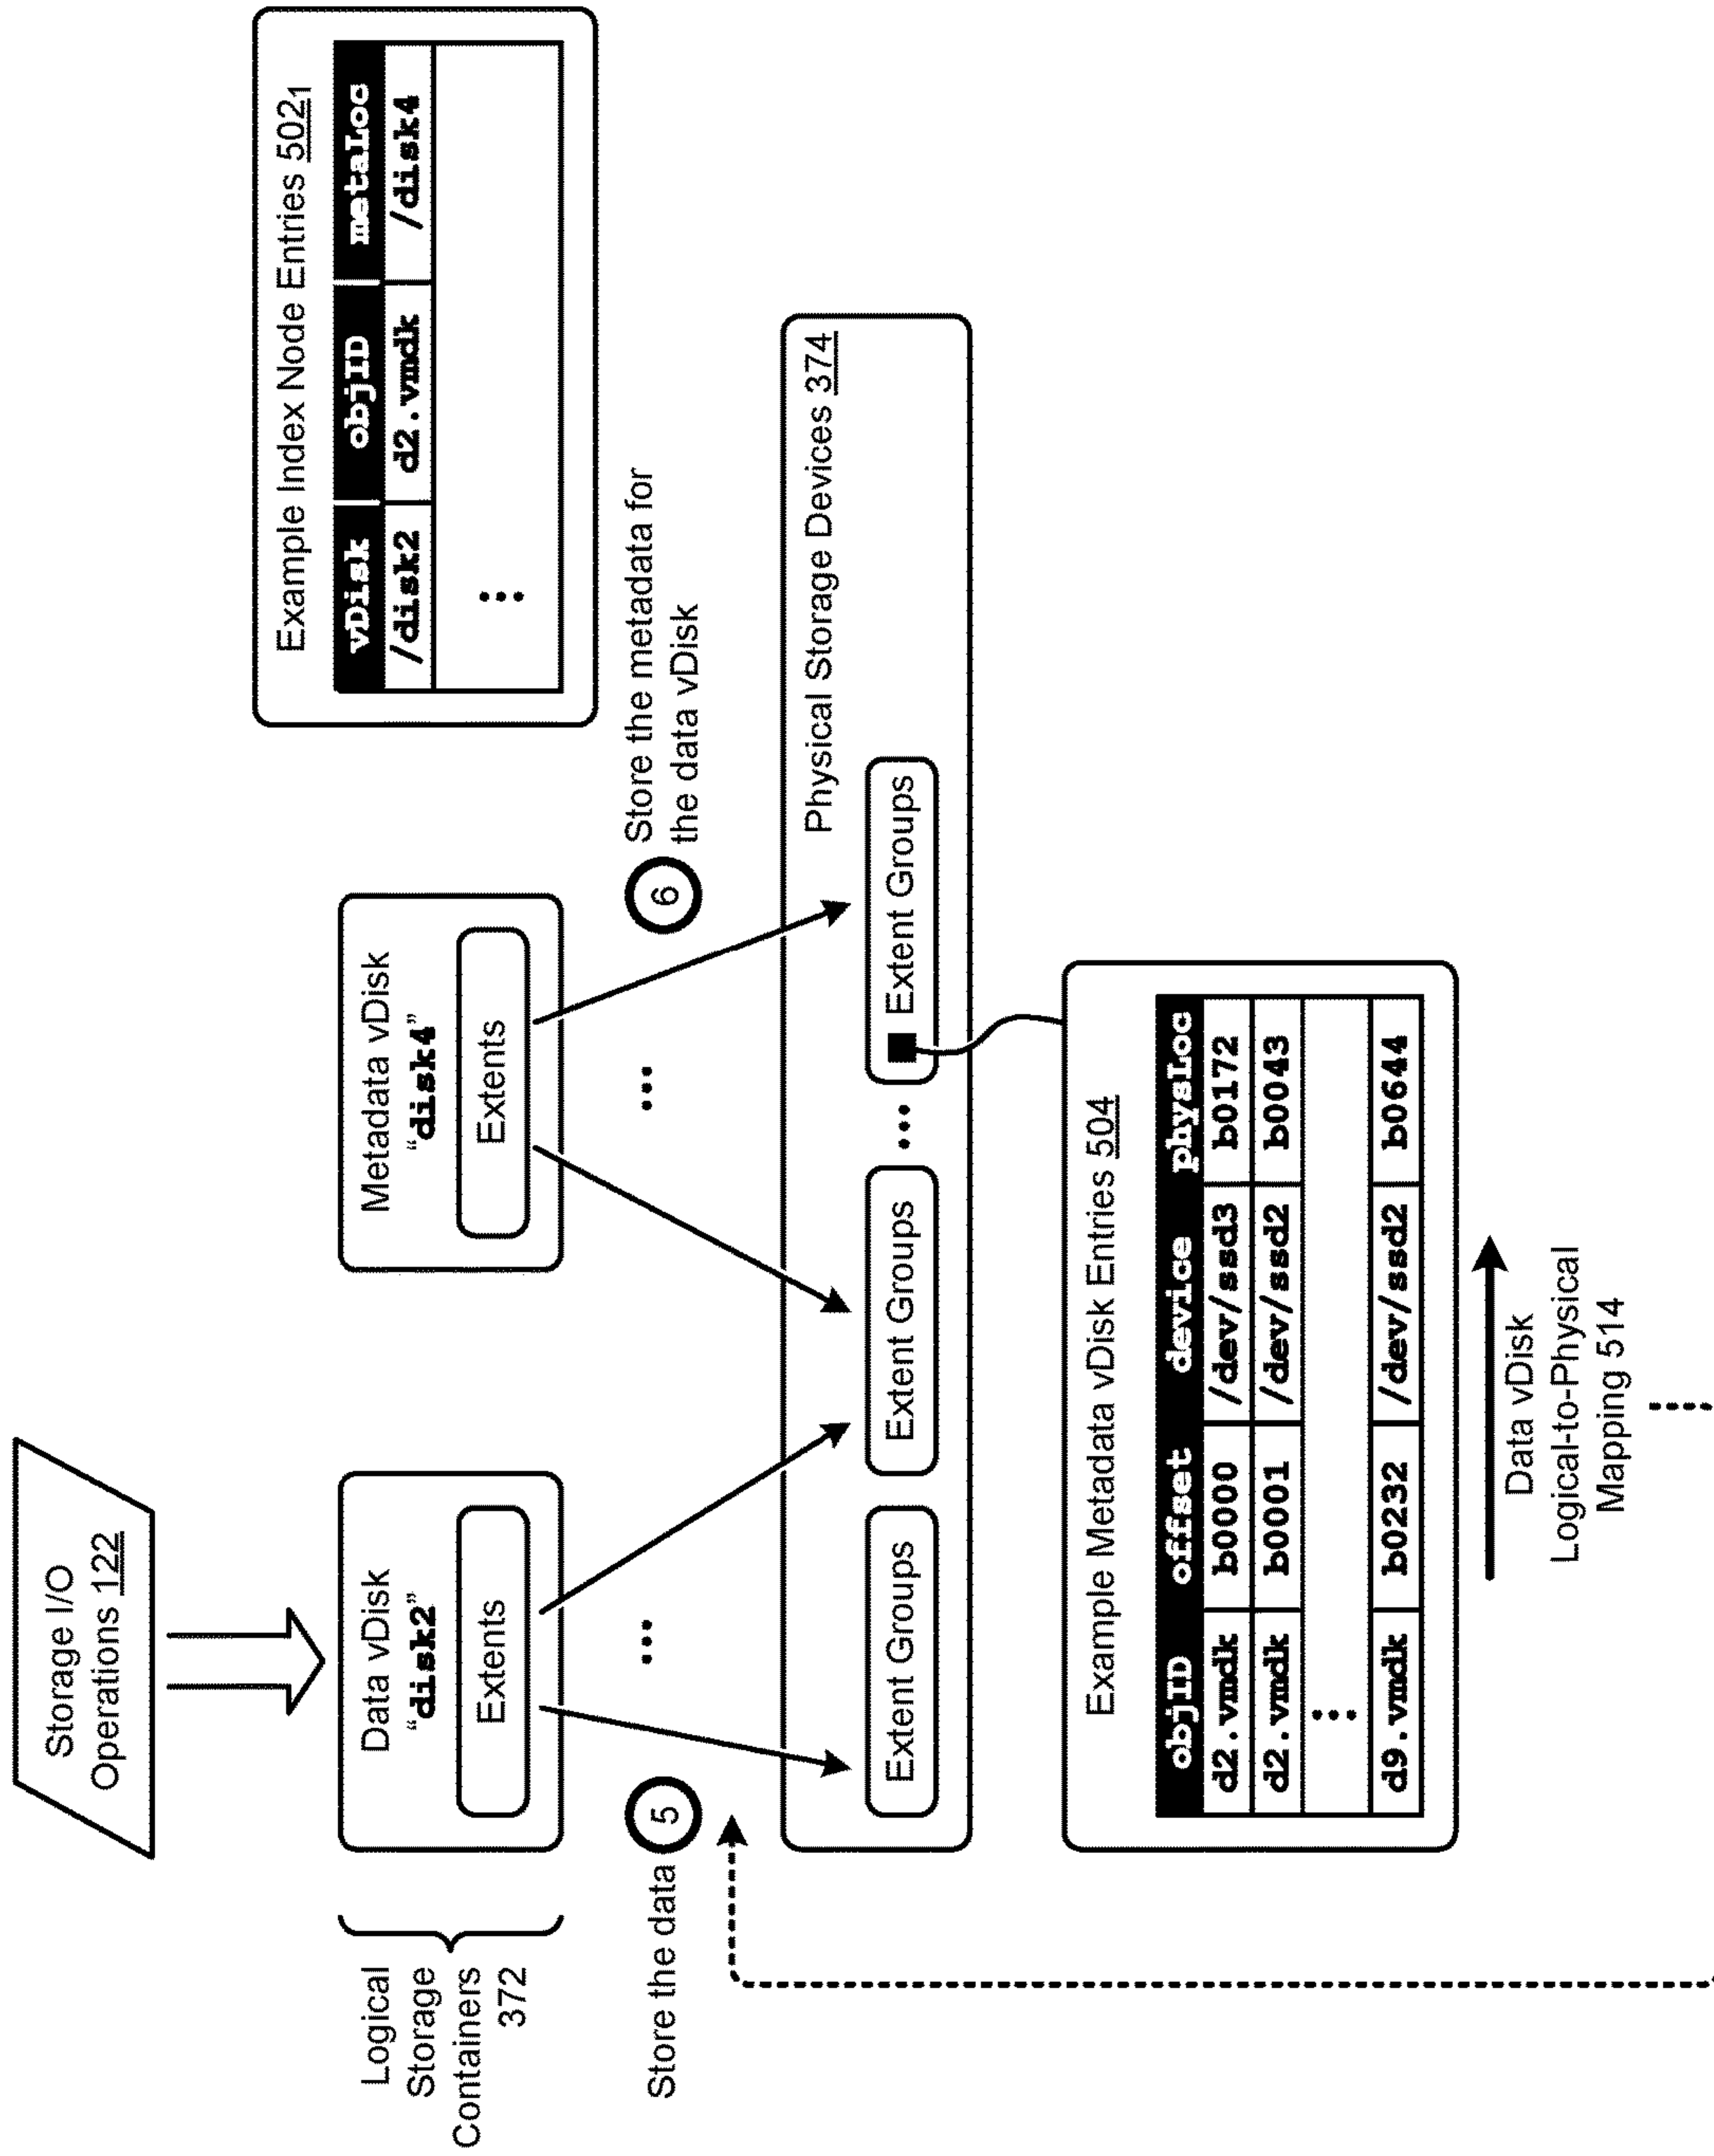 Storage I/O
Operations 122
Logical
Storage
Containers
372
Data vDisk
“disk2”
Extents
Metadata vDisk
“disk4”
Extents
Example Index Node Entries 502₁
vDisk objID metaLoc
/disk2 d2.vmdk /disk4
⋮
Store the data 5
...
...
6 Store the metadata for
the data vDisk
Physical Storage Devices 374
Extent Groups Extent Groups ... Extent Groups
Example Metadata vDisk Entries 504
objID offset device physLoc
d2.vmdk b0000 /dev/ssd3 b0172
d2.vmdk b0001 /dev/ssd2 b0043
⋮
d9.vmdk b0232 /dev/ssd2 b0644
Data vDisk
Logical-to-Physical
Mapping 514